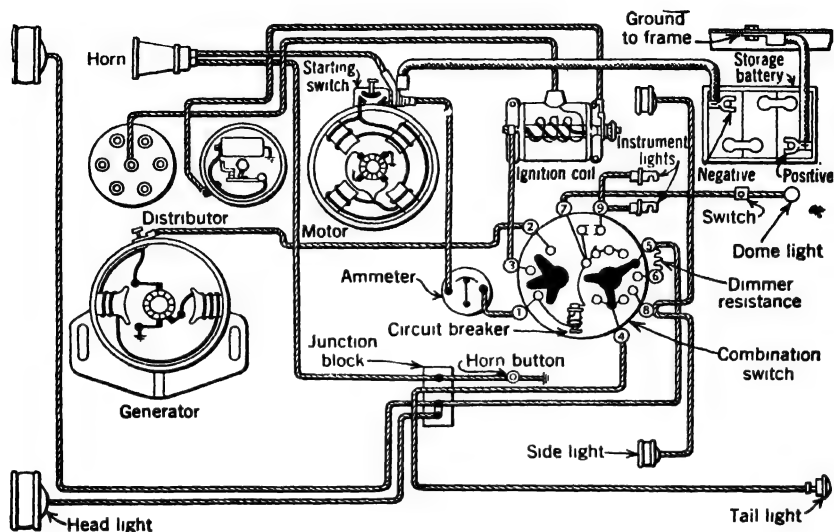 Ground
to frame
Horn
Starting
switch
Storage
battery
Ignition coil
Instrument
lights
Negative
Positive
Distributor
Motor
Switch
Dome light
7
9
2
5
3
6
Ammeter
Dimmer
resistance
1
8
Circuit breaker
4
Junction
block
Horn button
Combination
switch
Generator
Side light
Head light
Tail light